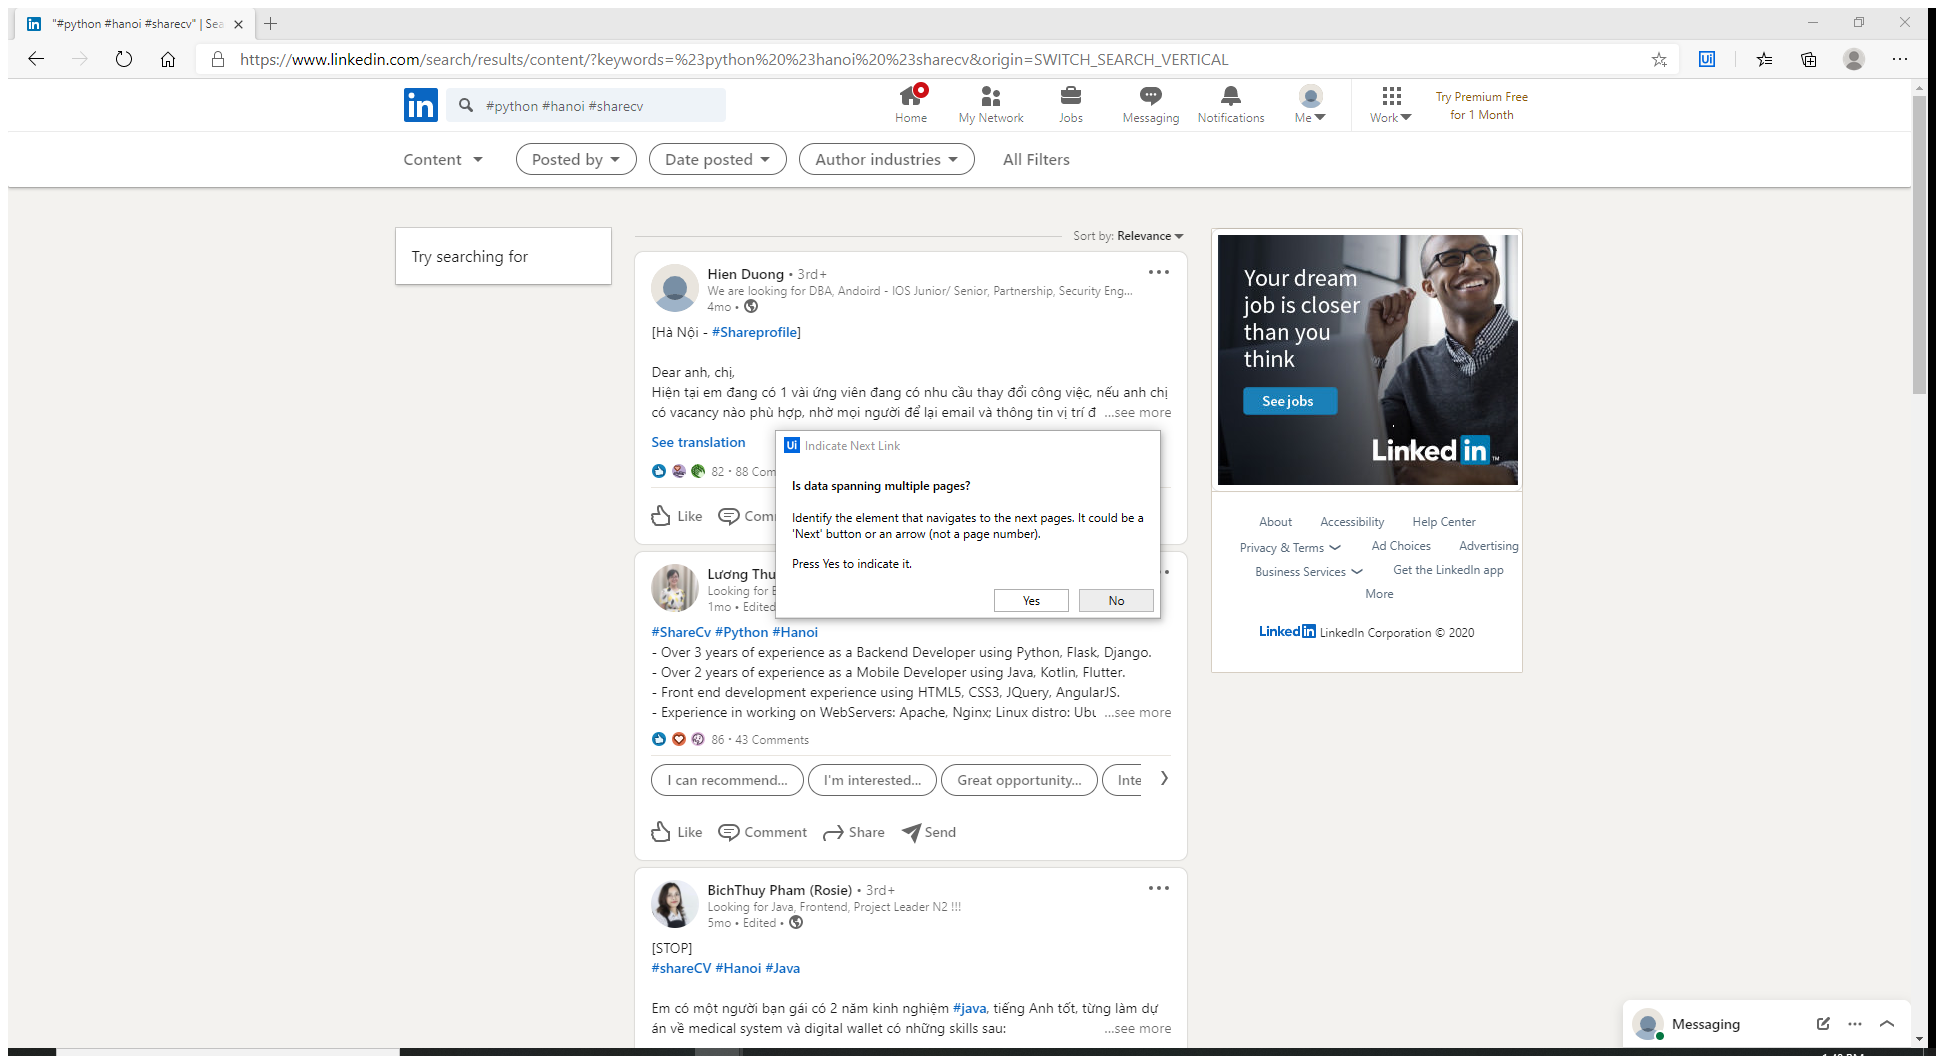 "#python #hanoi #sharecv" | Sea
https://www.linkedin.com/search/results/content/?keywords=%23python%20%23hanoi%20%23sharecv&origin=SWITCH_SEARCH_VERTICAL
Ui
in
#python #hanoi #sharecv
Home
My Network
Jobs
Messaging
Notifications
Me
Work
Try Premium Free
for 1 Month
Content
Posted by
Date posted
Author industries
All Filters
Try searching for
Sort by: Relevance
Hien Duong • 3rd+
We are looking for DBA, Andoird - IOS Junior/ Senior, Partnership, Security Eng...
4mo •
[Hà Nội - #Shareprofile]
Dear anh, chị,
Hiện tại em đang có 1 vài ứng viên đang có nhu cầu thay đổi công việc, nếu anh chị
có vacancy nào phù hợp, nhờ mọi người để lại email và thông tin vị trí đ ...see more
See translation
82 • 88 Com
Like
Comm
Ui Indicate Next Link
Is data spanning multiple pages?
Identify the element that navigates to the next pages. It could be a
'Next' button or an arrow (not a page number).
Press Yes to indicate it.
Yes
No
Lương Thu
Looking for
1mo • Edited
#ShareCv #Python #Hanoi
- Over 3 years of experience as a Backend Developer using Python, Flask, Django.
- Over 2 years of experience as a Mobile Developer using Java, Kotlin, Flutter.
- Front end development experience using HTML5, CSS3, JQuery, AngularJS.
- Experience in working on WebServers: Apache, Nginx; Linux distro: Ubu ...see more
86 • 43 Comments
I can recommend...
I'm interested...
Great opportunity...
Inte
Like
Comment
Share
Send
BichThuy Pham (Rosie) • 3rd+
Looking for Java, Frontend, Project Leader N2 !!!
5mo • Edited •
[STOP]
#shareCV #Hanoi #Java
Em có một người bạn gái có 2 năm kinh nghiệm #java, tiếng Anh tốt, từng làm dự
án về medical system và digital wallet có những skills sau: ...see more
Your dream
job is closer
than you
think
See jobs
Linked in ™
About
Accessibility
Help Center
Privacy & Terms
Ad Choices
Advertising
Business Services
Get the LinkedIn app
More
Linked in LinkedIn Corporation © 2020
Messaging